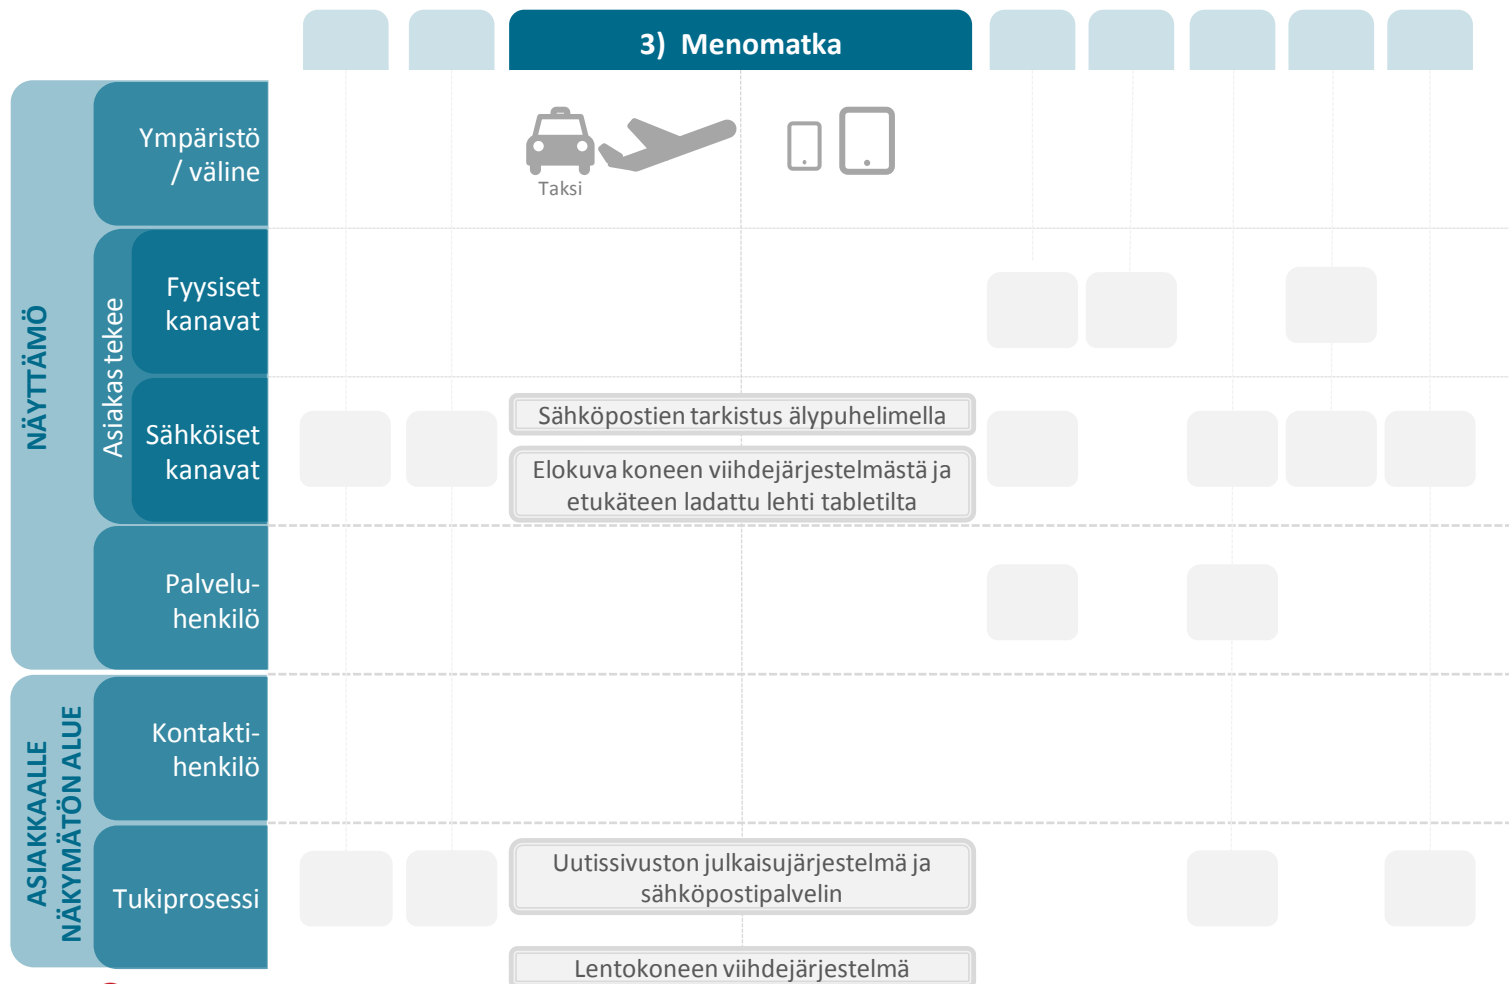 3) Menomatka
NÄYTTÄMÖ
Ympäristö
/ väline
Taksi
Asiakas tekee
Fyysiset
kanavat
Sähköiset
kanavat
Sähköpostien tarkistus älypuhelimella
Elokuva koneen viihdejärjestelmästä ja
etukäteen ladattu lehti tabletilta
Palvelu-
henkilö
ASIAKKAALLE
NÄKYMÄTÖN ALUE
Kontakti-
henkilö
Tukiprosessi
Uutissivuston julkaisujärjestelmä ja
sähköpostipalvelin
Lentokoneen viihdejärjestelmä